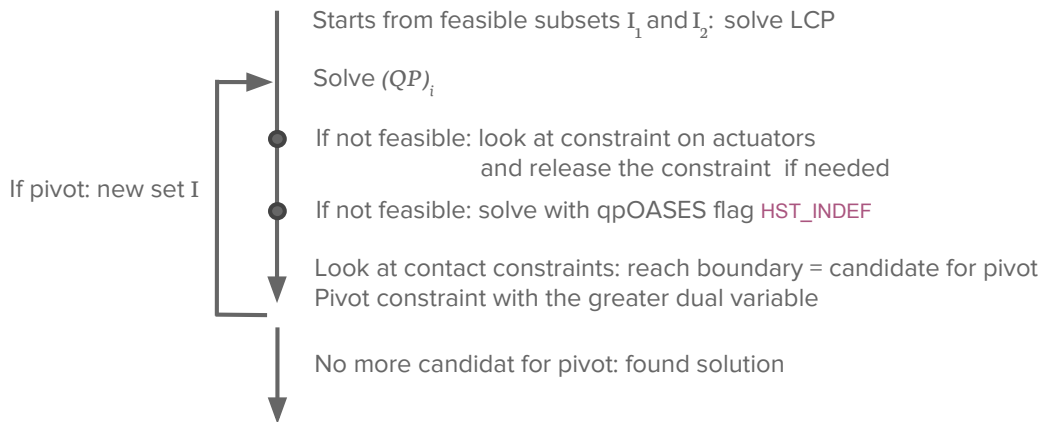 Starts from feasible subsets I₁ and I₂: solve LCP
Solve (QP)ᵢ
If not feasible: look at constraint on actuators
and release the constraint if needed
If pivot: new set I
If not feasible: solve with qpOASES flag HST_INDEF
Look at contact constraints: reach boundary = candidate for pivot
Pivot constraint with the greater dual variable
No more candidat for pivot: found solution